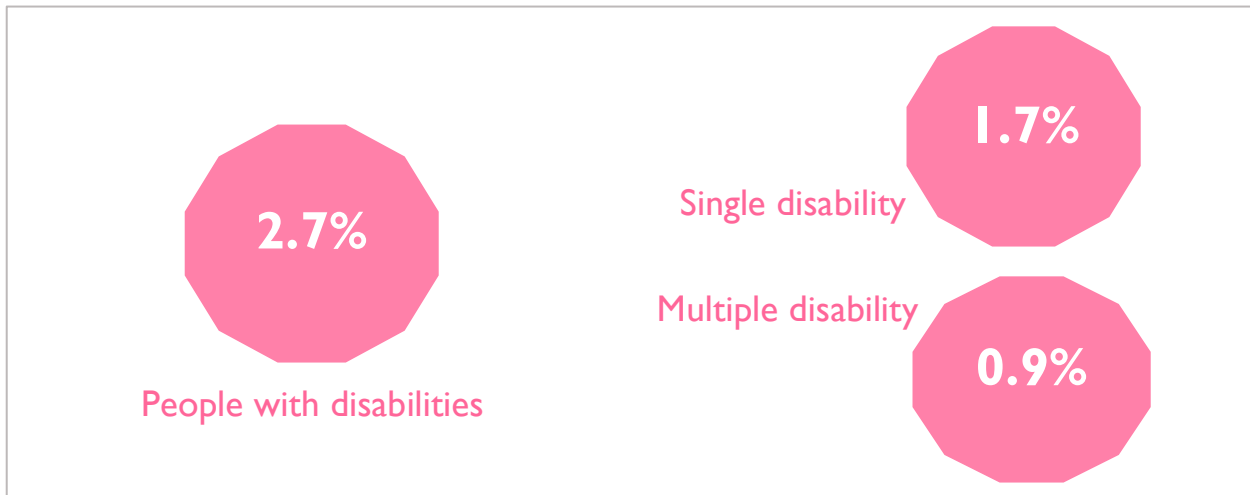 2.7%
People with disabilities
1.7%
Single disability
Multiple disability
0.9%